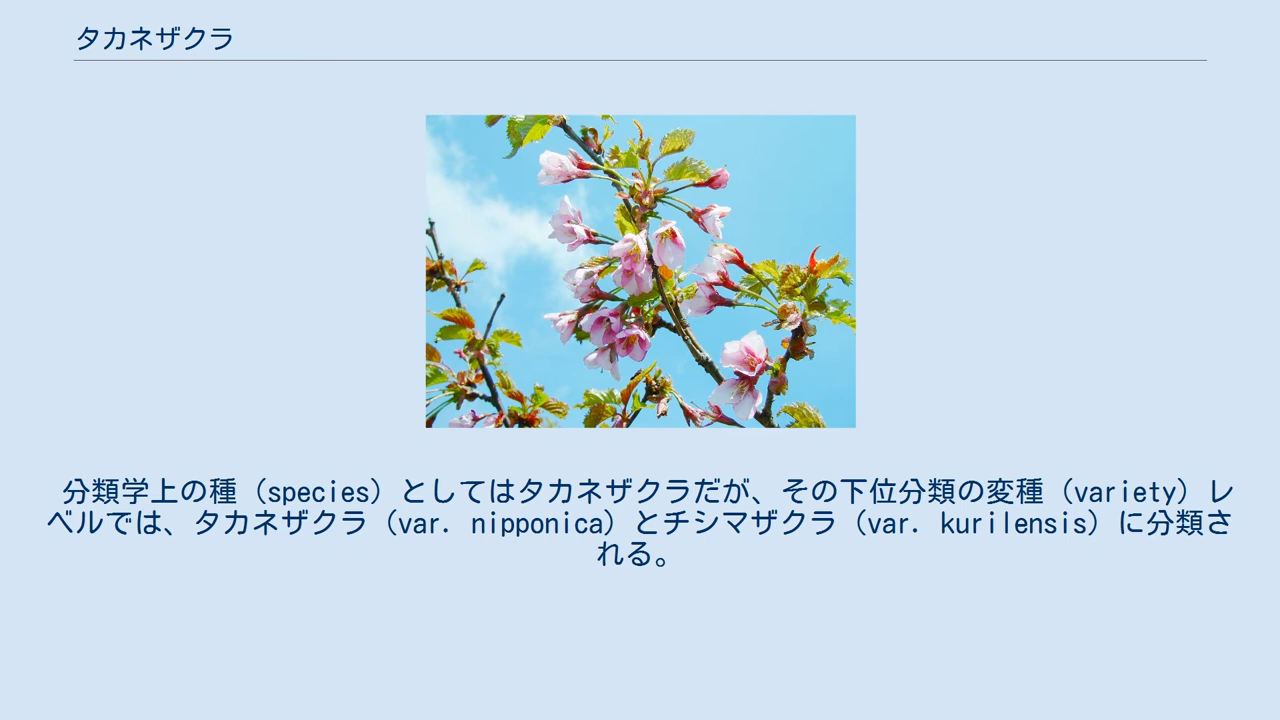 タカネザクラ
分類学上の種（species）としてはタカネザクラだが、その下位分類の変種（variety）レ
ベルでは、タカネザクラ（var. nipponica）とチシマザクラ（var. kurilensis）に分類さ
れる。